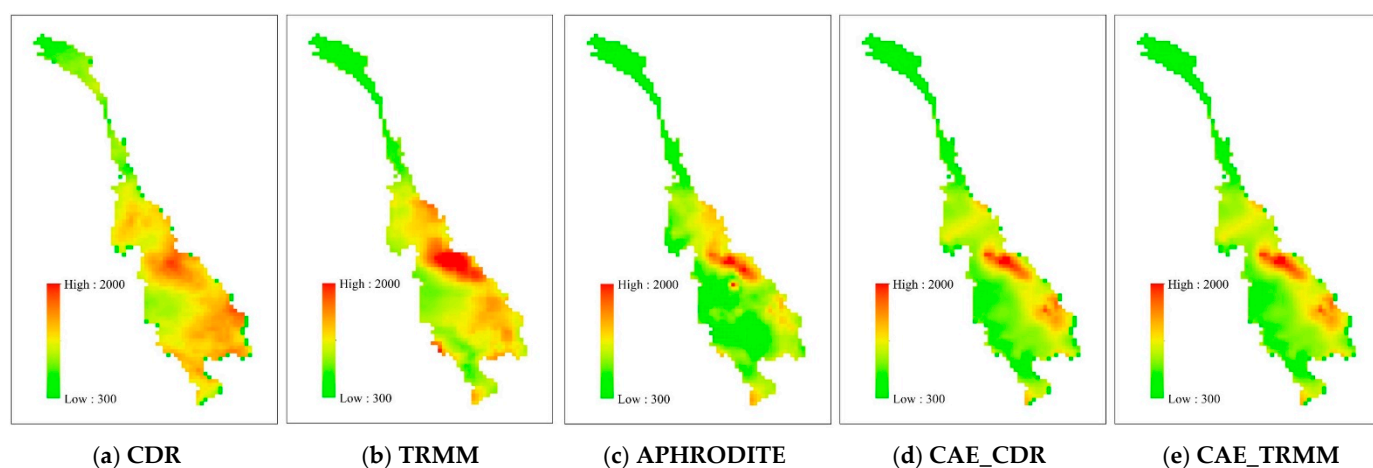 High : 2000
Low : 300
(a) CDR
High : 2000
Low : 300
(b) TRMM
High : 2000
Low : 300
(c) APHRODITE
High : 2000
Low : 300
(d) CAE_CDR
High : 2000
Low : 300
(e) CAE_TRMM